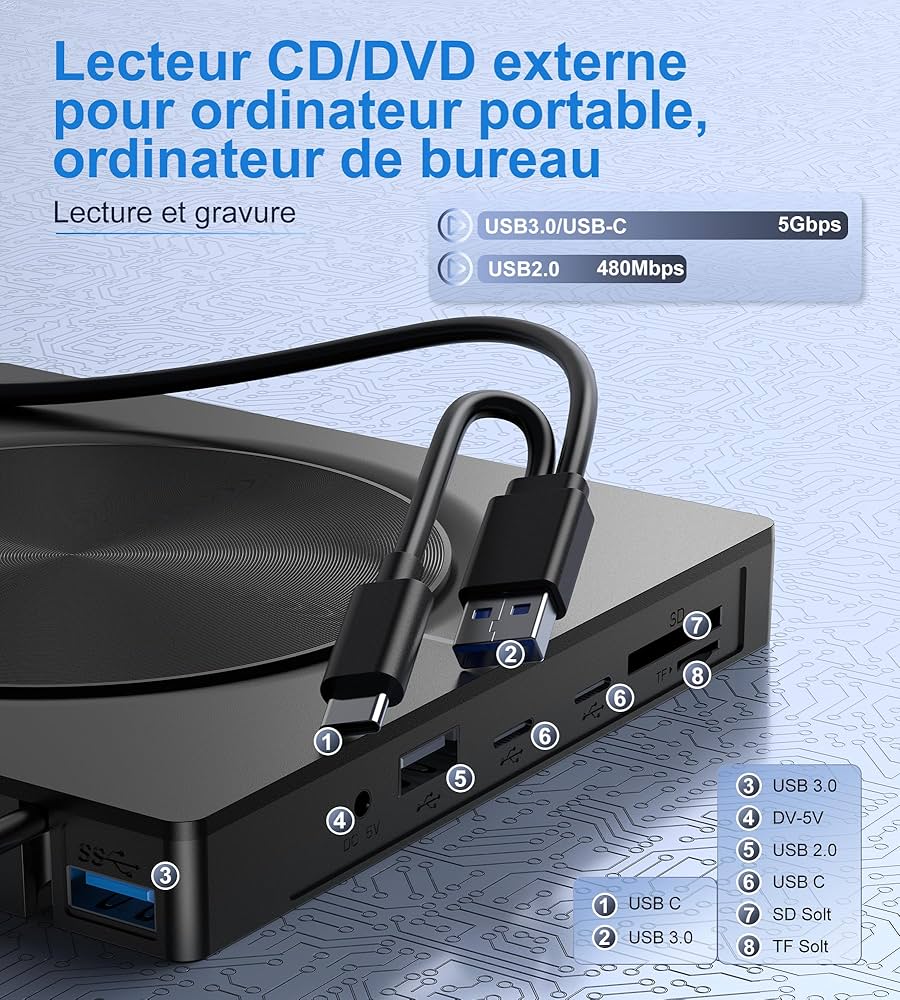 Lecteur CD/DVD externe
pour ordinateur portable,
ordinateur de bureau
Lecture et gravure
USB3.0/USB-C 5Gbps
USB2.0 480Mbps
SD 7
TF 8
2
6
1
6
5
4
DC 5V
SS
3
3 USB 3.0
4 DV-5V
5 USB 2.0
6 USB C
7 SD Solt
8 TF Solt
1 USB C
2 USB 3.0